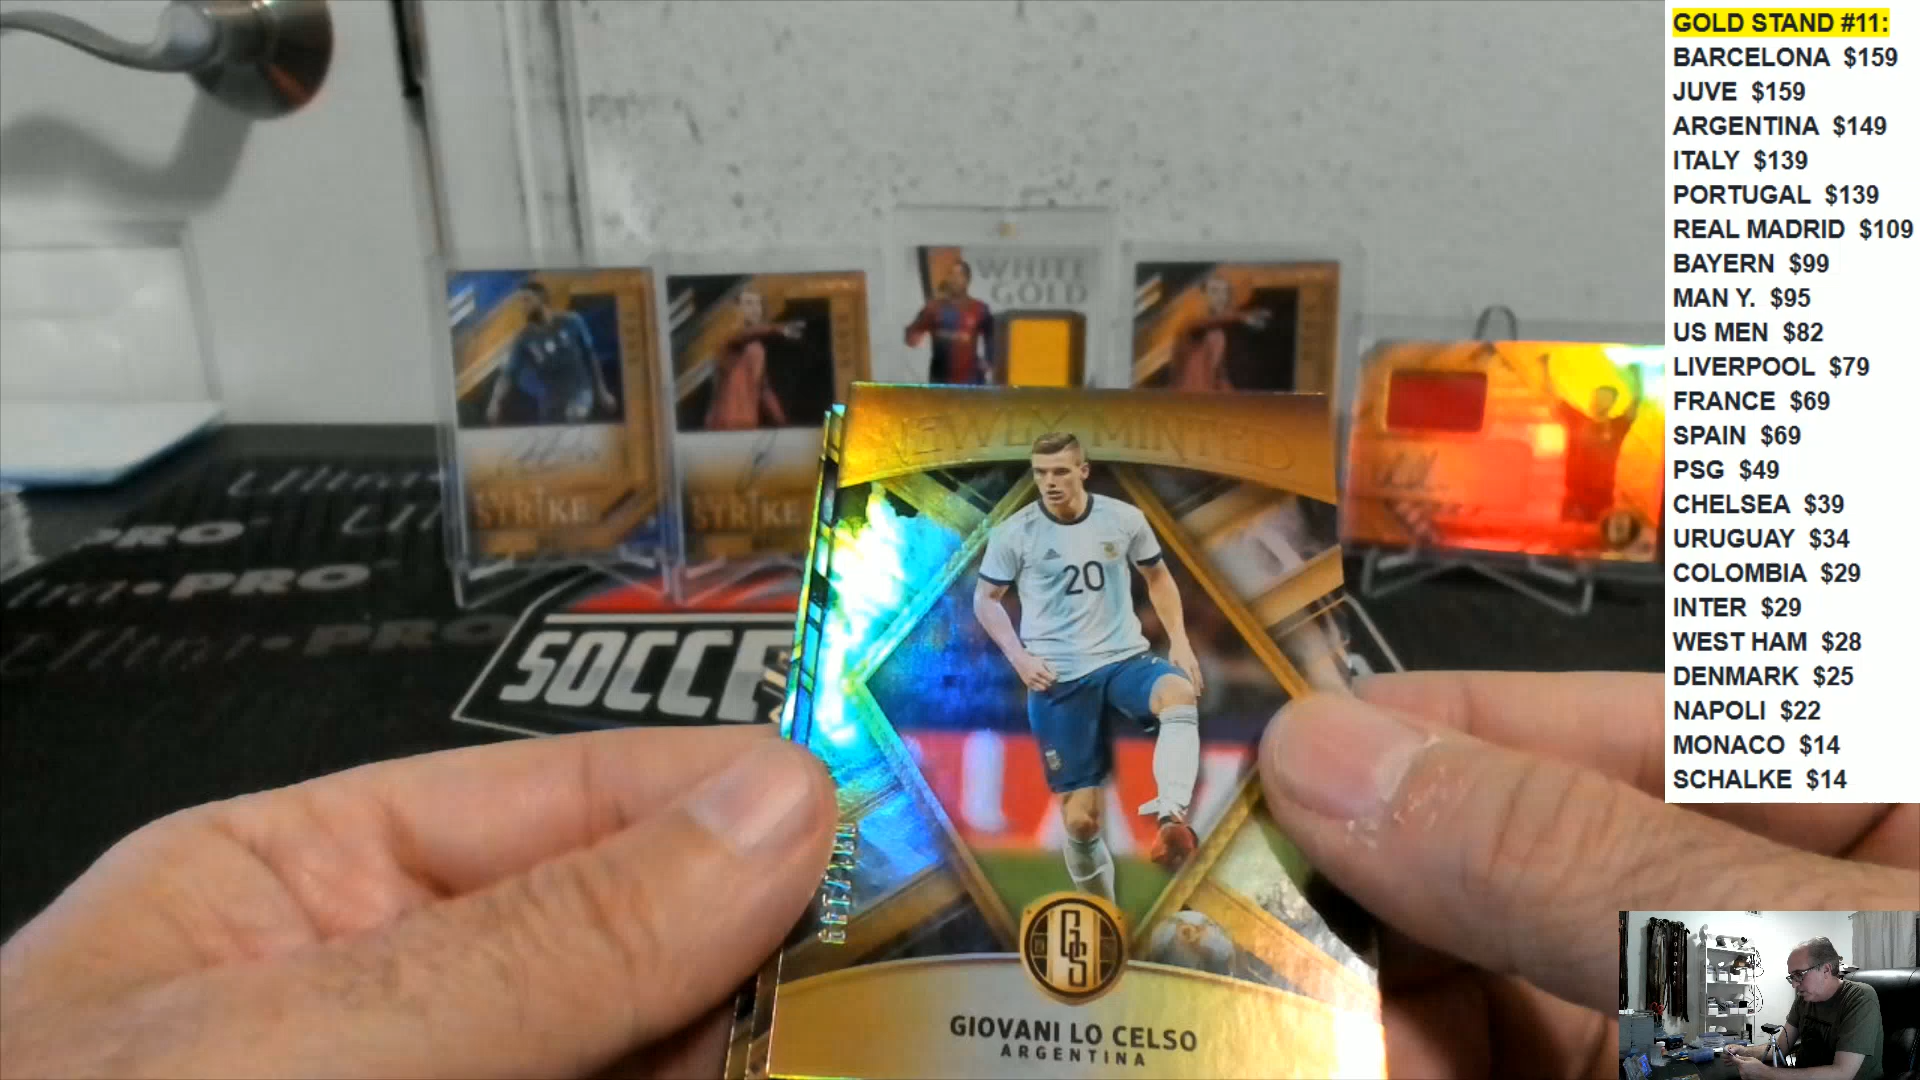 GOLD STAND #11:
BARCELONA $159
JUVE $159
ARGENTINA $149
ITALY $139
PORTUGAL $139
REAL MADRID $109
BAYERN $99
MAN Y. $95
US MEN $82
LIVERPOOL $79
FRANCE $69
SPAIN $69
PSG $49
CHELSEA $39
URUGUAY $34
COLOMBIA $29
INTER $29
WEST HAM $28
DENMARK $25
NAPOLI $22
MONACO $14
SCHALKE $14
WHITE
GOLD
NEWLY MINTED
20
STRIKE
STRIKE
PRO
PRO
PRO
SOCCE
GS
GIOVANI LO CELSO
ARGENTINA